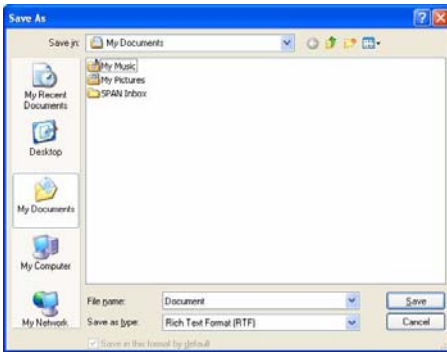 Save As
Save in:
My Documents
My Recent
Documents
Desktop
My Documents
My Computer
My Network
My Music
My Pictures
SPAN Inbox
File name:
Document
Save
Save as type:
Rich Text Format (RTF)
Cancel
Save in this format by default